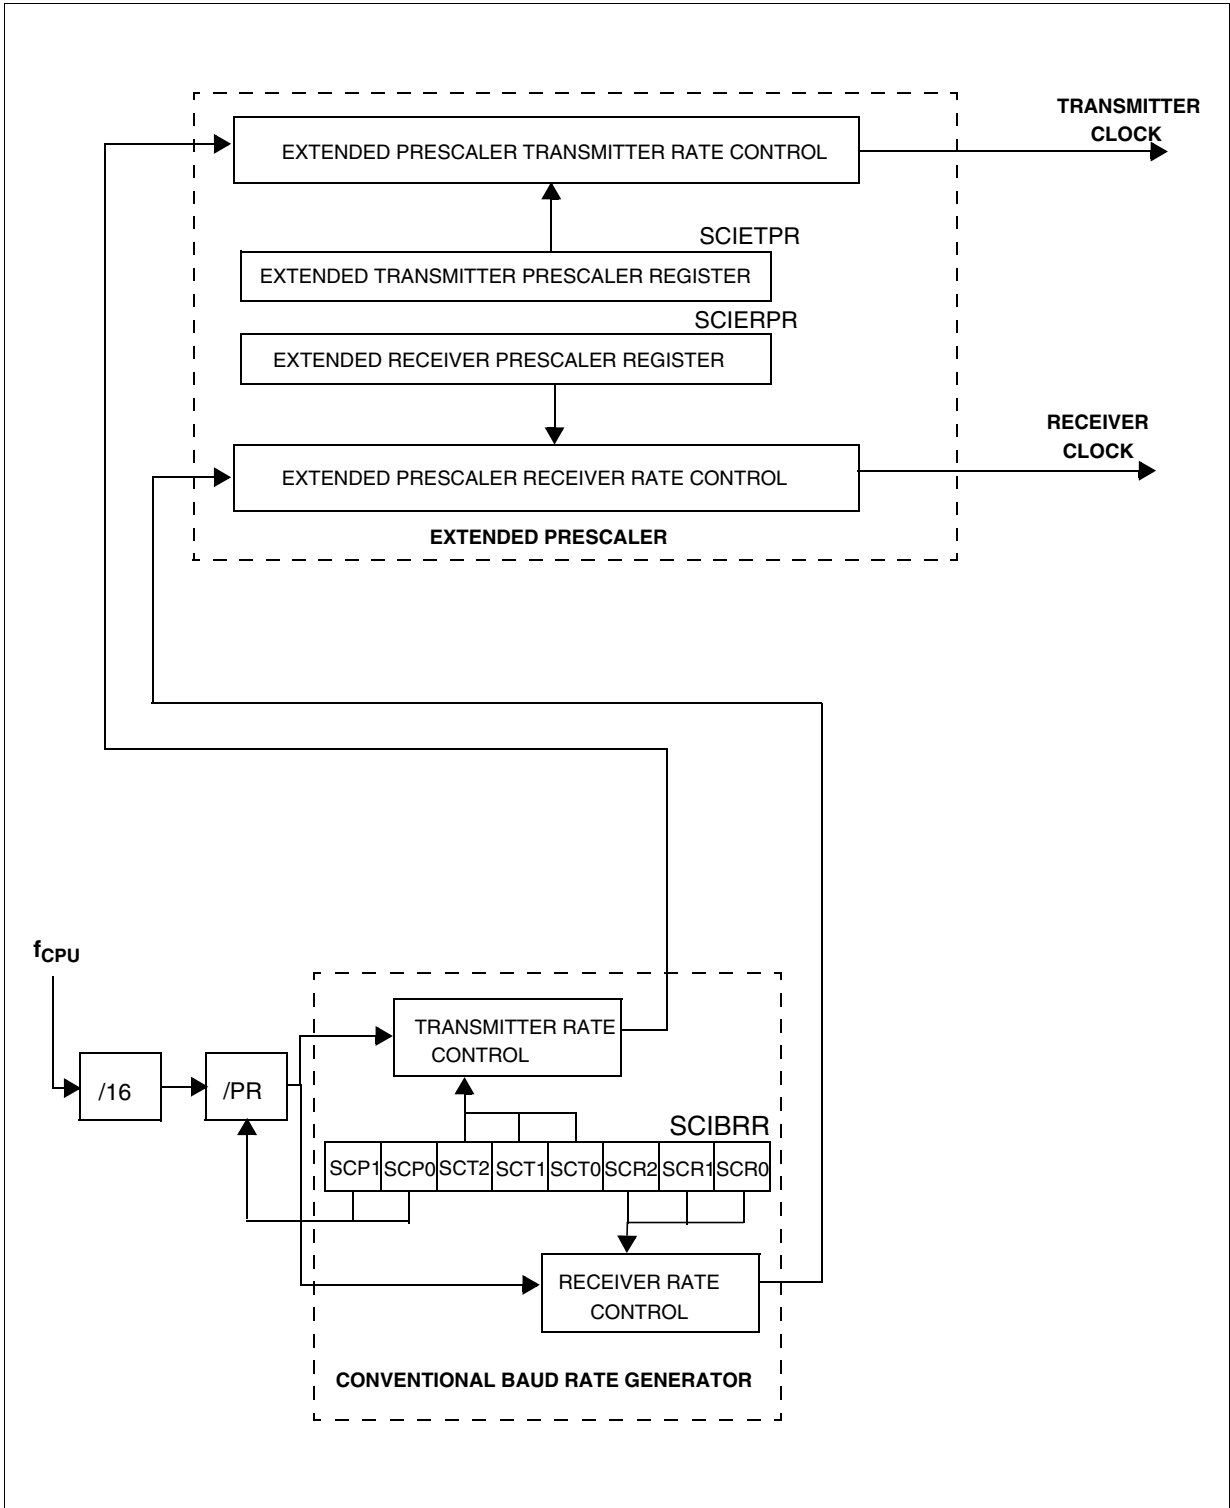 TRANSMITTER
CLOCK
EXTENDED PRESCALER TRANSMITTER RATE CONTROL
SCIETPR
EXTENDED TRANSMITTER PRESCALER REGISTER
SCIERPR
EXTENDED RECEIVER PRESCALER REGISTER
RECEIVER
CLOCK
EXTENDED PRESCALER RECEIVER RATE CONTROL
EXTENDED PRESCALER
fCPU
TRANSMITTER RATE
CONTROL
/16
/PR
SCIBRR
SCP1 SCP0 SCT2 SCT1 SCT0 SCR2 SCR1 SCR0
RECEIVER RATE
CONTROL
CONVENTIONAL BAUD RATE GENERATOR